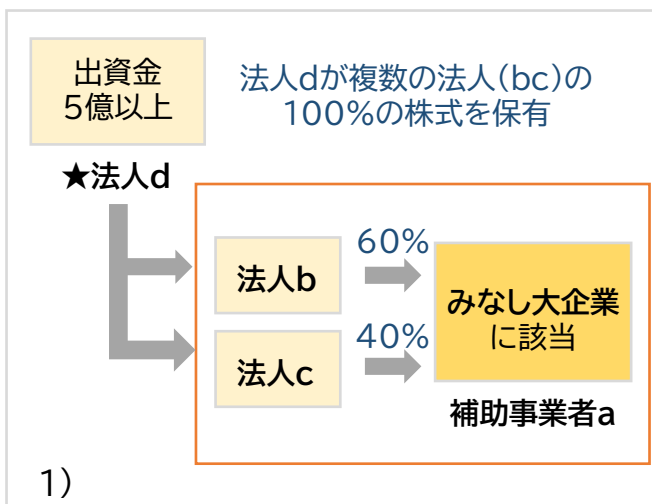 出資金
5億以上
法人dが複数の法人(bc)の
100%の株式を保有
★法人d
60%
法人b
みなし大企業
に該当
40%
法人c
補助事業者a
1)